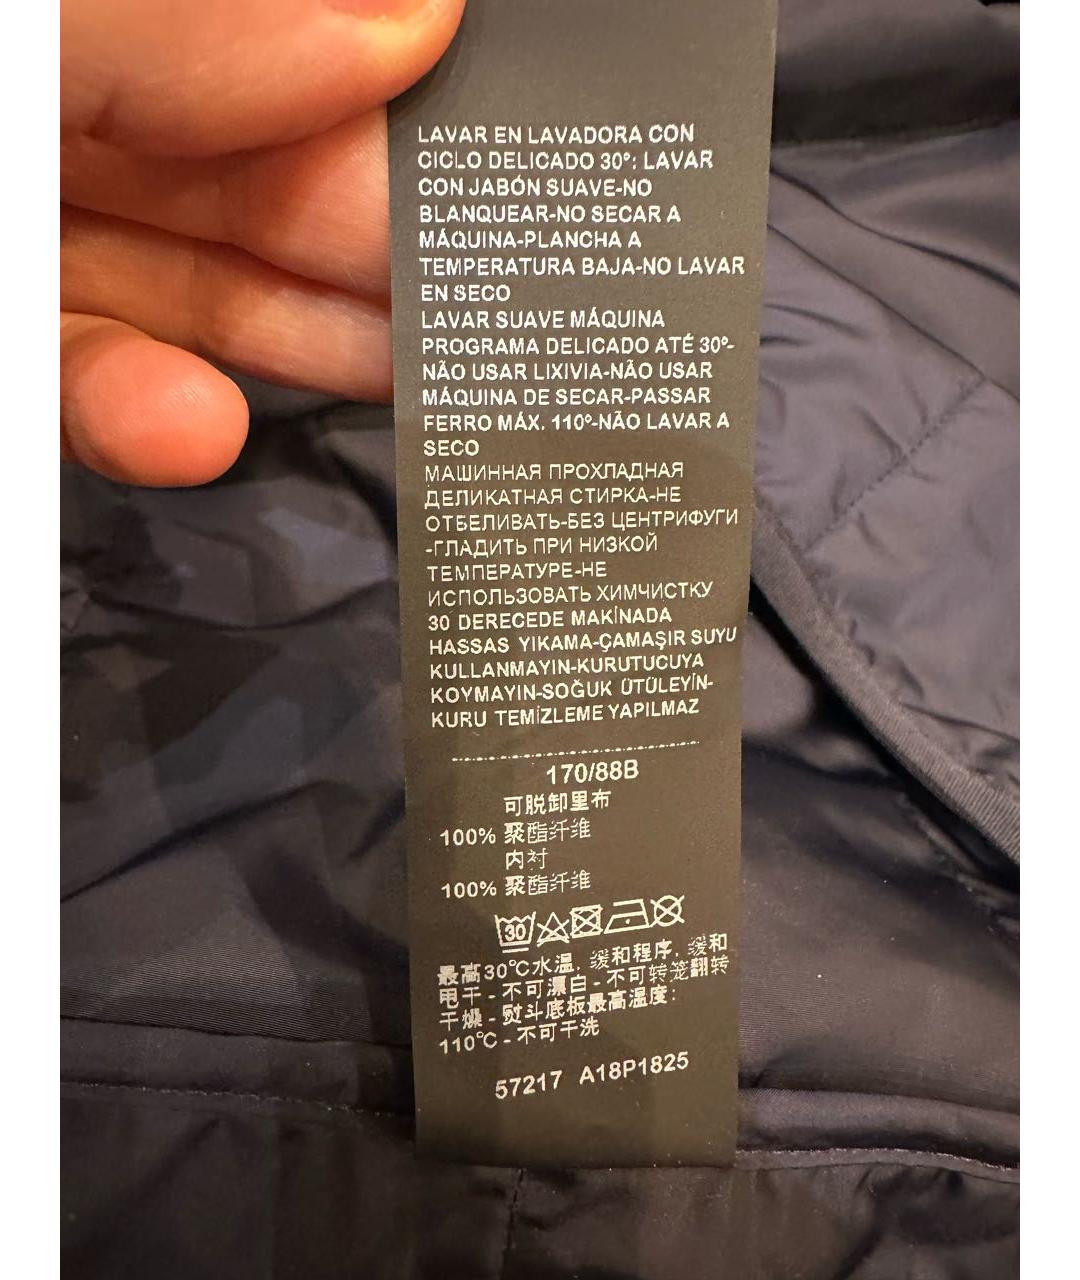 LAVAR EN LAVADORA CON
CICLO DELICADO 30°: LAVAR
CON JABÓN SUAVE-NO
BLANQUEAR-NO SECAR A
MÁQUINA-PLANCHA A
TEMPERATURA BAJA-NO LAVAR
EN SECO
LAVAR SUAVE MÁQUINA
PROGRAMA DELICADO ATÉ 30º-
NÃO USAR LIXIVIA-NÃO USAR
MÁQUINA DE SECAR-PASSAR
FERRO MÁX. 110º-NÃO LAVAR A
SECO
МАШИННАЯ ПРОХЛАДНАЯ
ДЕЛИКАТНАЯ СТИРКА-НЕ
ОТБЕЛИВАТЬ-БЕЗ ЦЕНТРИФУГИ
-ГЛАДИТЬ ПРИ НИЗКОЙ
ТЕМПЕРАТУРЕ-НЕ
ИСПОЛЬЗОВАТЬ ХИМЧИСТКУ
30 DERECEDE MAKİNADA
HASSAS YIKAMA-ÇAMAŞIR SUYU
KULLANMAYIN-KURUTUCUYA
KOYMAYIN-SOĞUK ÜTÜLEYİN-
KURU TEMİZLEME YAPILMAZ
170/88B
可脱卸里布
100% 聚酯纤维
内衬
100% 聚酯纤维
30
最高30℃水温, 缓和程序, 缓和
甩干 - 不可漂白 - 不可转笼翻转
干燥 - 熨斗底板最高温度:
110℃ - 不可干洗
57217 A18P1825